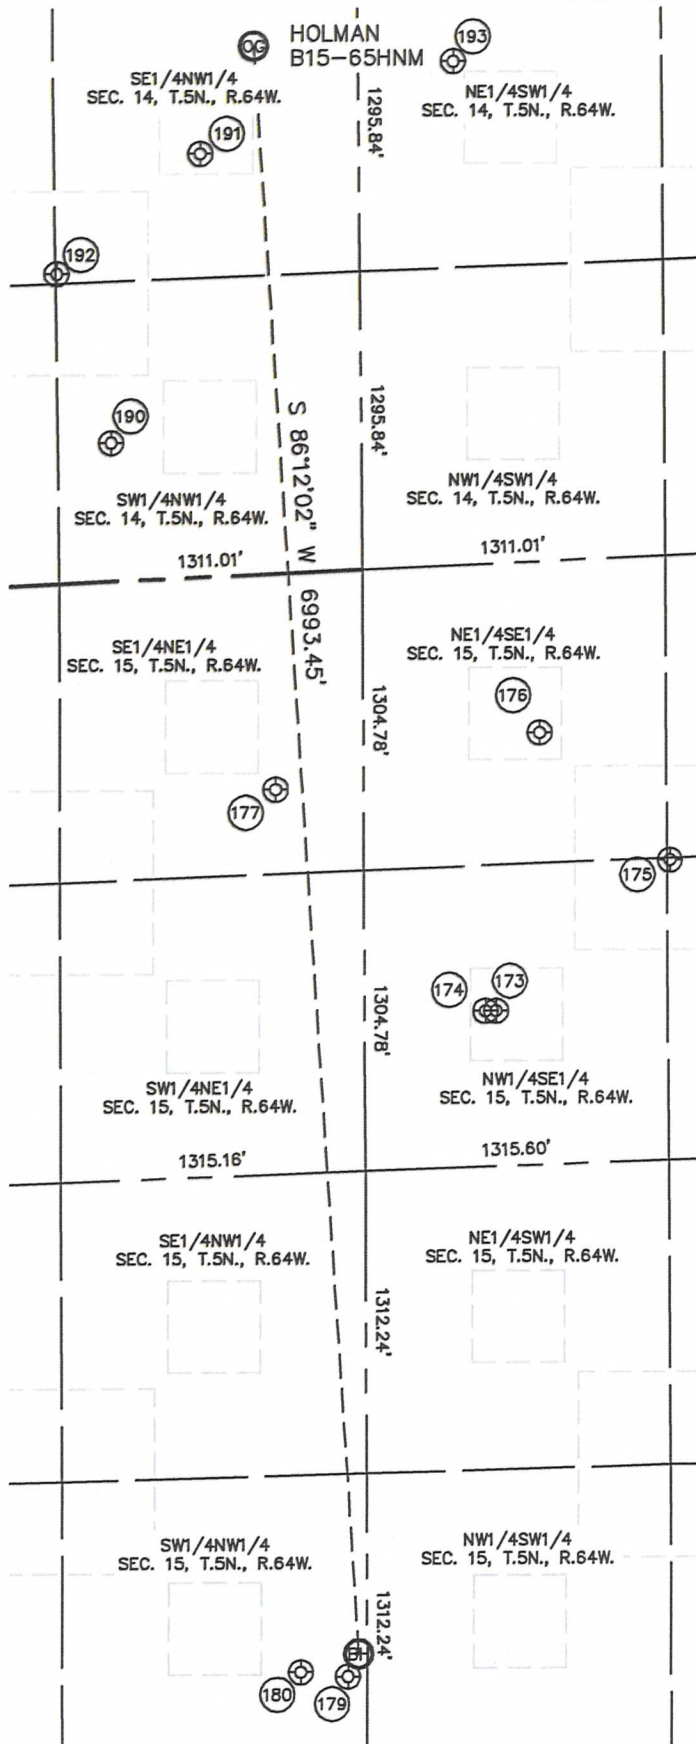 HOLMAN
B15-65HNM
OG
193
SE1/4NW1/4
SEC. 14, T.5N., R.64W.
NE1/4SW1/4
SEC. 14, T.5N., R.64W.
1295.84'
191
192
190
1295.84'
S 86°12'02" W 6993.45'
SW1/4NW1/4
SEC. 14, T.5N., R.64W.
NW1/4SW1/4
SEC. 14, T.5N., R.64W.
1311.01'
1311.01'
SE1/4NE1/4
SEC. 15, T.5N., R.64W.
NE1/4SE1/4
SEC. 15, T.5N., R.64W.
176
1304.78'
177
175
174
173
1304.78'
SW1/4NE1/4
SEC. 15, T.5N., R.64W.
NW1/4SE1/4
SEC. 15, T.5N., R.64W.
1315.16'
1315.60'
SE1/4NW1/4
SEC. 15, T.5N., R.64W.
NE1/4SW1/4
SEC. 15, T.5N., R.64W.
1312.24'
SW1/4NW1/4
SEC. 15, T.5N., R.64W.
NW1/4SW1/4
SEC. 15, T.5N., R.64W.
1312.24'
BH
180
179